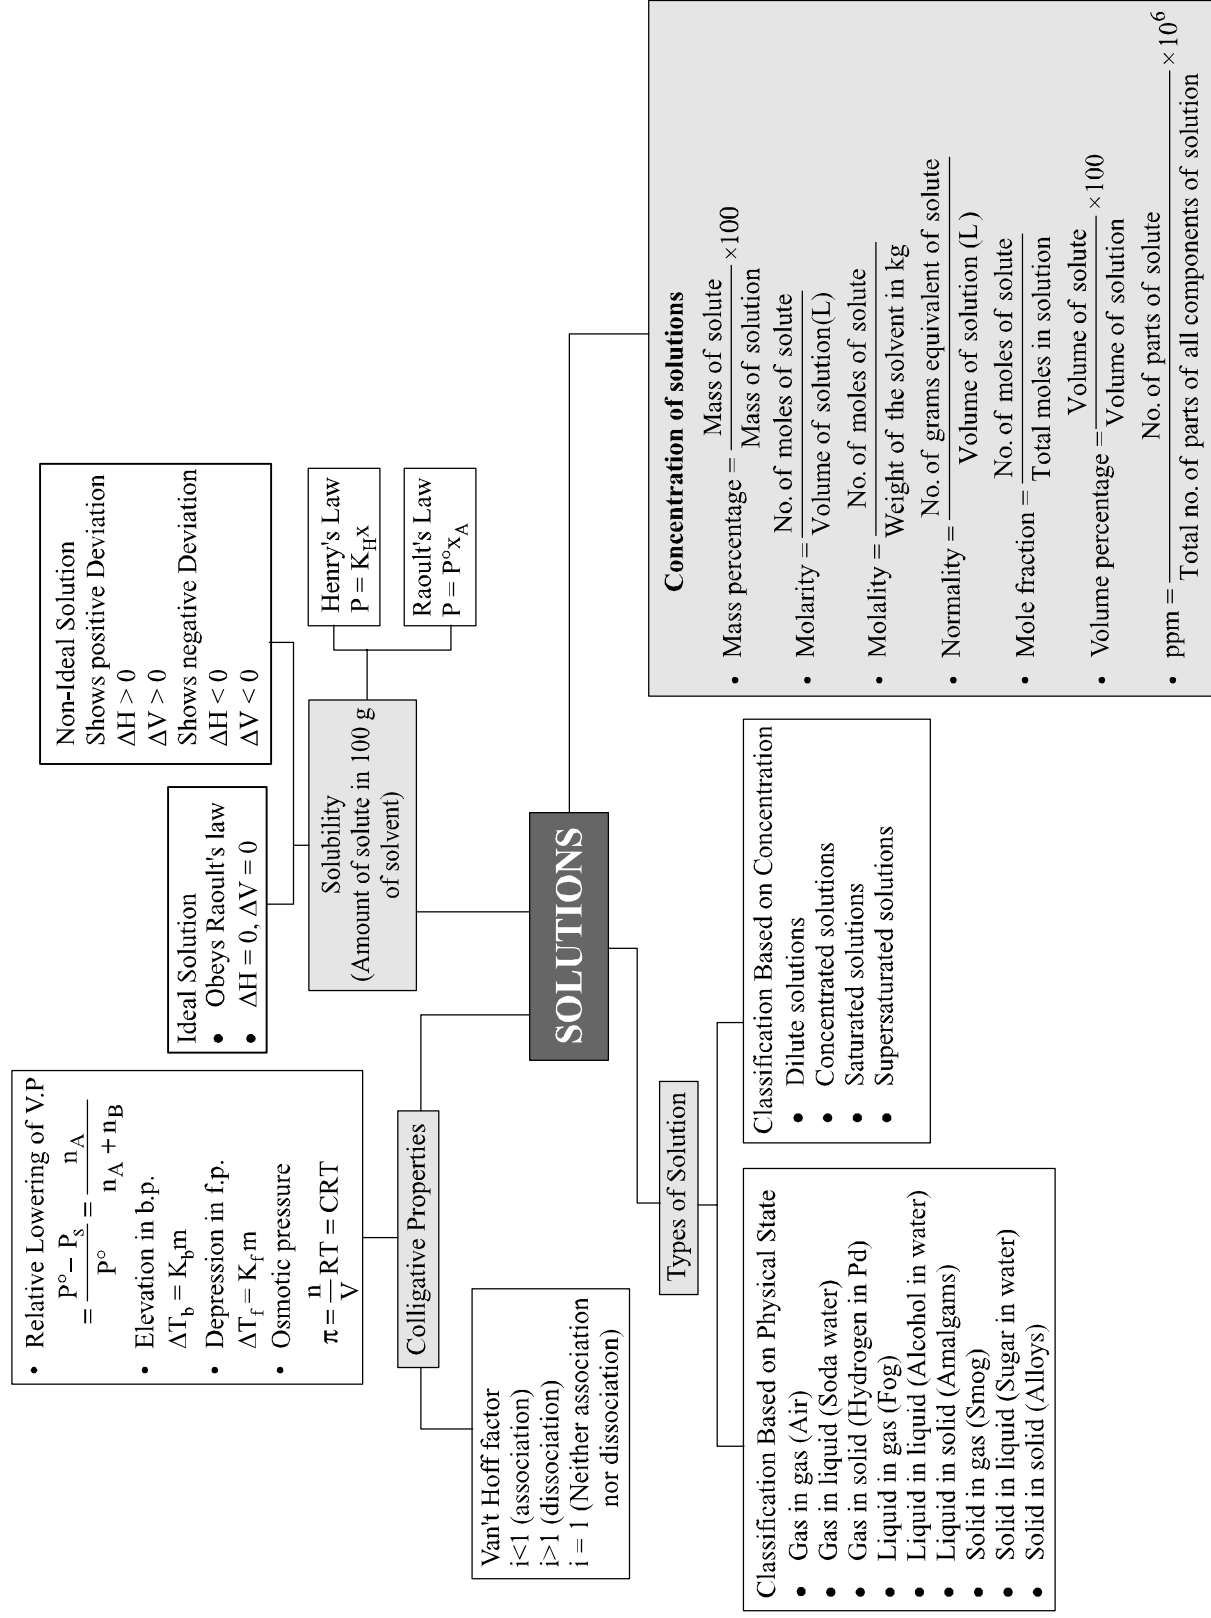 • Relative Lowering of V.P
= P° – Pₛ / P° = n_A / n_A + n_B
• Elevation in b.p.
ΔT_b = K_b m
• Depression in f.p.
ΔT_f = K_f m
• Osmotic pressure
π = n/V RT = CRT
Colligative Properties
Van't Hoff factor
i<1 (association)
i>1 (dissociation)
i = 1 (Neither association
nor dissociation)
Ideal Solution
• Obeys Raoult's law
• ΔH = 0, ΔV = 0
Non-Ideal Solution
Shows positive Deviation
ΔH > 0
ΔV > 0
Shows negative Deviation
ΔH < 0
ΔV < 0
Solubility
(Amount of solute in 100 g
of solvent)
Henry's Law
P = K_H x
Raoult's Law
P = P°x_A
SOLUTIONS
Types of Solution
Classification Based on Physical State
• Gas in gas (Air)
• Gas in liquid (Soda water)
• Gas in solid (Hydrogen in Pd)
• Liquid in gas (Fog)
• Liquid in liquid (Alcohol in water)
• Liquid in solid (Amalgams)
• Solid in gas (Smog)
• Solid in liquid (Sugar in water)
• Solid in solid (Alloys)
Classification Based on Concentration
• Dilute solutions
• Concentrated solutions
• Saturated solutions
• Supersaturated solutions
Concentration of solutions
• Mass percentage = Mass of solute / Mass of solution ×100
• Molarity = No. of moles of solute / Volume of solution(L)
• Molality = No. of moles of solute / Weight of the solvent in kg
• Normality = No. of grams equivalent of solute / Volume of solution (L)
• Mole fraction = No. of moles of solute / Total moles in solution
• Volume percentage = Volume of solute / Volume of solution ×100
• ppm = No. of parts of solute / Total no. of parts of all components of solution ×10⁶